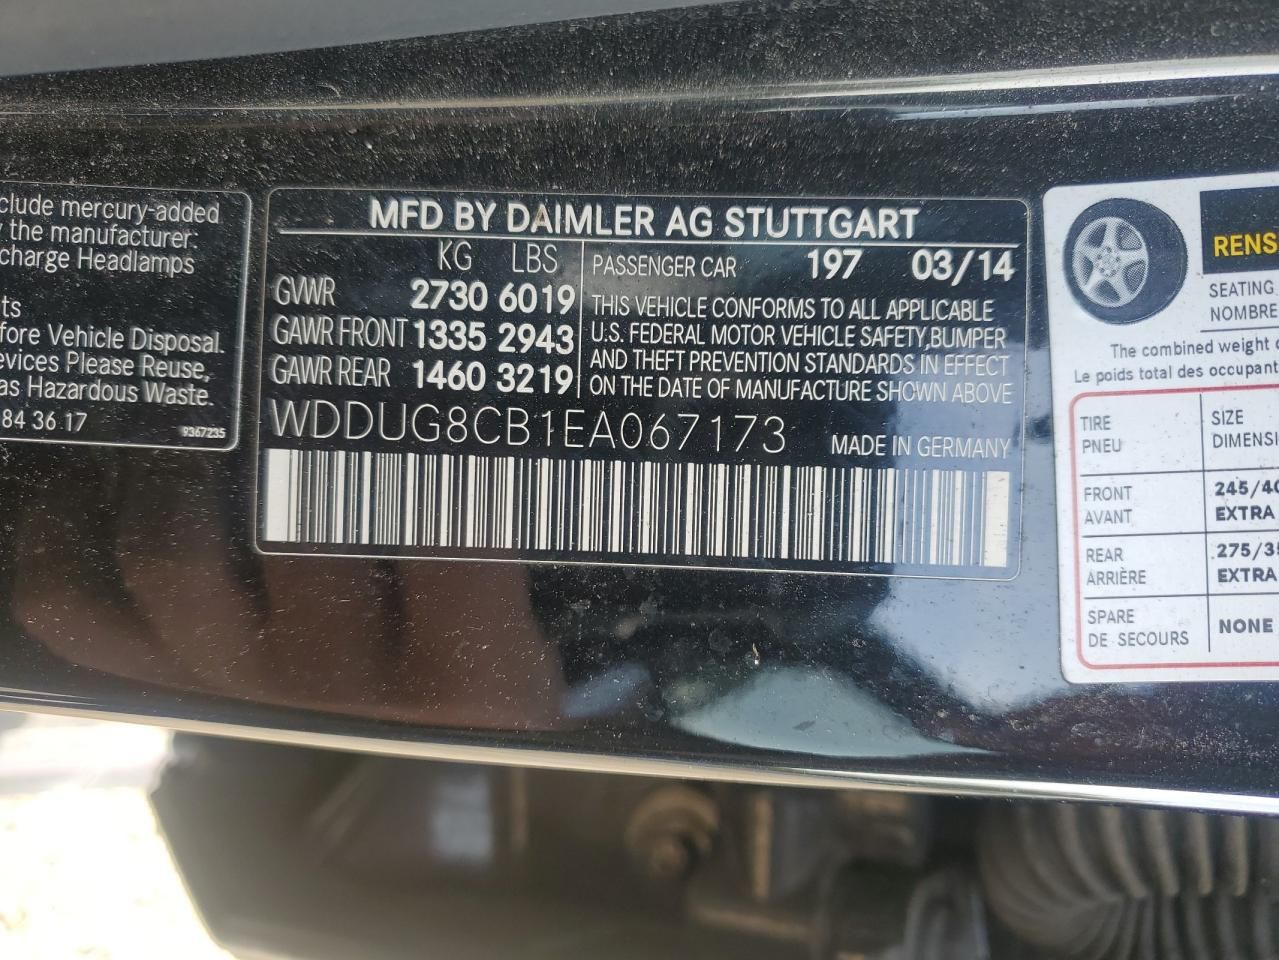 clude mercury-added
y the manufacturer:
charge Headlamps
ts
fore Vehicle Disposal.
evices Please Reuse,
as Hazardous Waste.
84 36 17
9367235
MFD BY DAIMLER AG STUTTGART
KG LBS
GVWR 2730 6019
GAWR FRONT 1335 2943
GAWR REAR 1460 3219
PASSENGER CAR 197 03/14
THIS VEHICLE CONFORMS TO ALL APPLICABLE
U.S. FEDERAL MOTOR VEHICLE SAFETY,BUMPER
AND THEFT PREVENTION STANDARDS IN EFFECT
ON THE DATE OF MANUFACTURE SHOWN ABOVE
WDDUG8CB1EA067173 MADE IN GERMANY
RENS
SEATING
NOMBRE
The combined weight o
Le poids total des occupant
TIRE SIZE
PNEU DIMENSI
FRONT 245/40
AVANT EXTRA
REAR 275/35
ARRIÈRE EXTRA
SPARE
DE SECOURS NONE